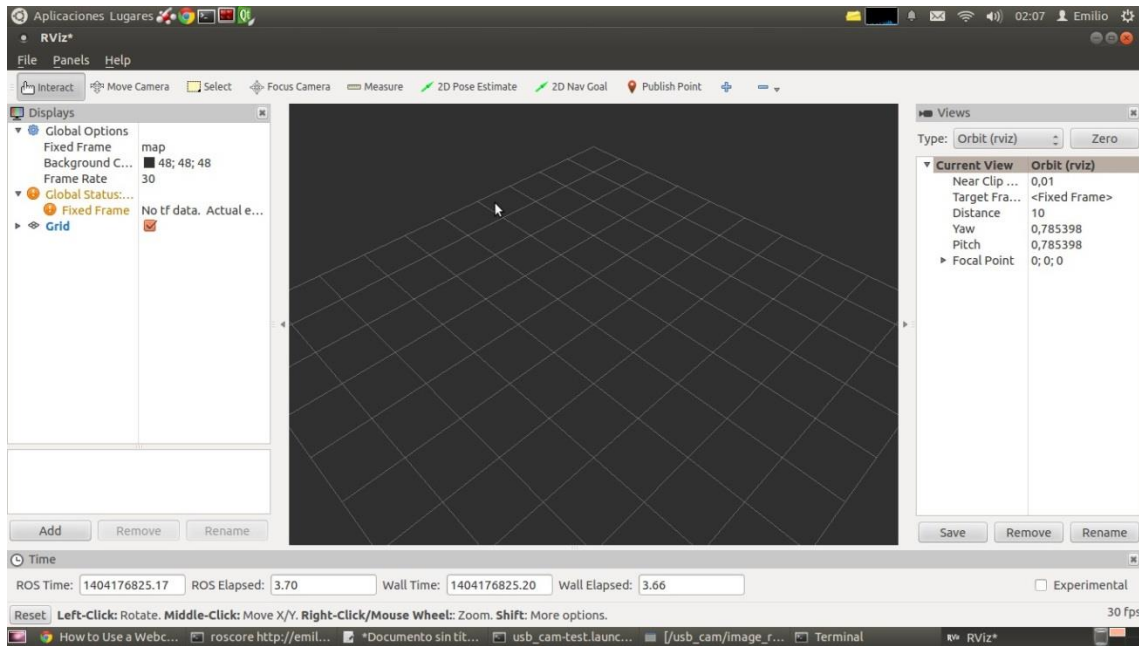 Aplicaciones Lugares 02:07 Emilio
RViz*
File Panels Help
Interact Move Camera Select Focus Camera Measure 2D Pose Estimate 2D Nav Goal Publish Point
Displays
Global Options
Fixed Frame map
Background C... 48; 48; 48
Frame Rate 30
Global Status:...
Fixed Frame No tf data. Actual e...
Grid
Add Remove Rename
Views
Type: Orbit (rviz) Zero
Current View Orbit (rviz)
Near Clip ... 0,01
Target Fra... <Fixed Frame>
Distance 10
Yaw 0,785398
Pitch 0,785398
Focal Point 0; 0; 0
Save Remove Rename
Time
ROS Time: 1404176825.17 ROS Elapsed: 3.70 Wall Time: 1404176825.20 Wall Elapsed: 3.66 Experimental
Reset Left-Click: Rotate. Middle-Click: Move X/Y. Right-Click/Mouse Wheel:: Zoom. Shift: More options. 30 fps
How to Use a Webc... roscore http://emil... *Documento sin tít... usb_cam-test.launc... [/usb_cam/image_r... Terminal RViz*